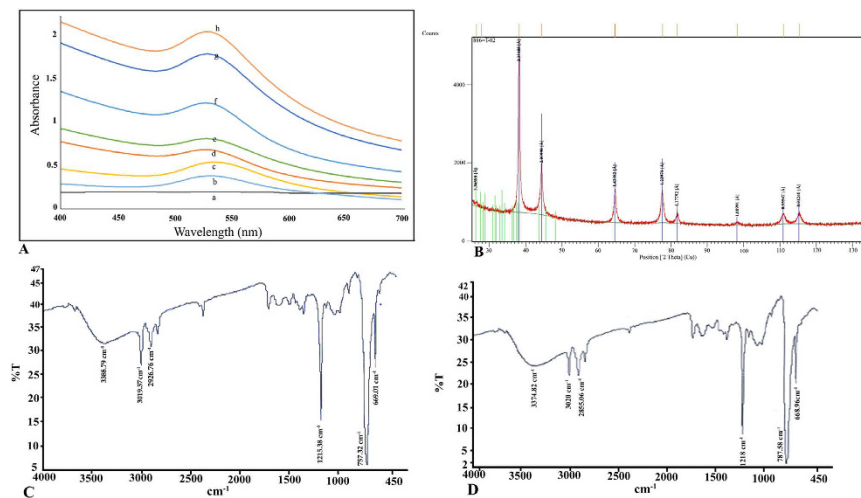 2
1.5
1
0.5
0
Absorbance
h
g
f
e
d
c
b
a
400
450
500
550
600
650
700
Wavelength (nm)
A
Counts
4000
2000
0
30
40
50
60
70
80
90
100
110
120
130
Position [°2 Theta] (Cu)
B
47
45
40
35
30
25
20
15
10
5
%T
3388.79 cm-1
3019.37 cm-1
2926.76 cm-1
1215.38 cm-1
757.32 cm-1
669.01 cm-1
4000
3000
2000
1500
1000
450
cm-1
C
42
40
35
30
25
20
15
10
5
2
%T
3374.82 cm-1
3020 cm-1
2855.06 cm-1
1218 cm-1
787.58 cm-1
668.96 cm-1
4000
3000
2000
1500
1000
450
cm-1
D